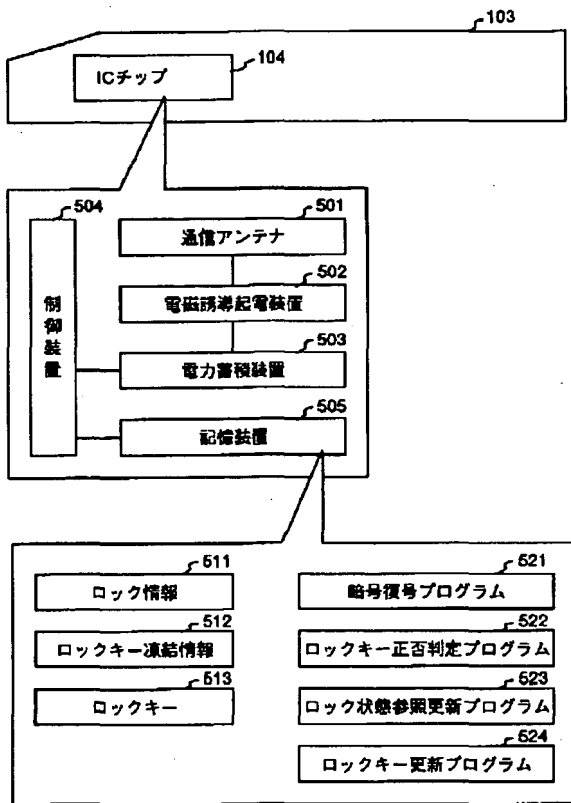 103
ICチップ
104
504
501
通信アンテナ
502
電磁誘導起電装置
503
電力蓄積装置
505
記憶装置
制御装置
511
ロック情報
512
ロックキー凍結情報
513
ロックキー
521
暗号復号プログラム
522
ロックキー正否判定プログラム
523
ロック状態参照更新プログラム
524
ロックキー更新プログラム